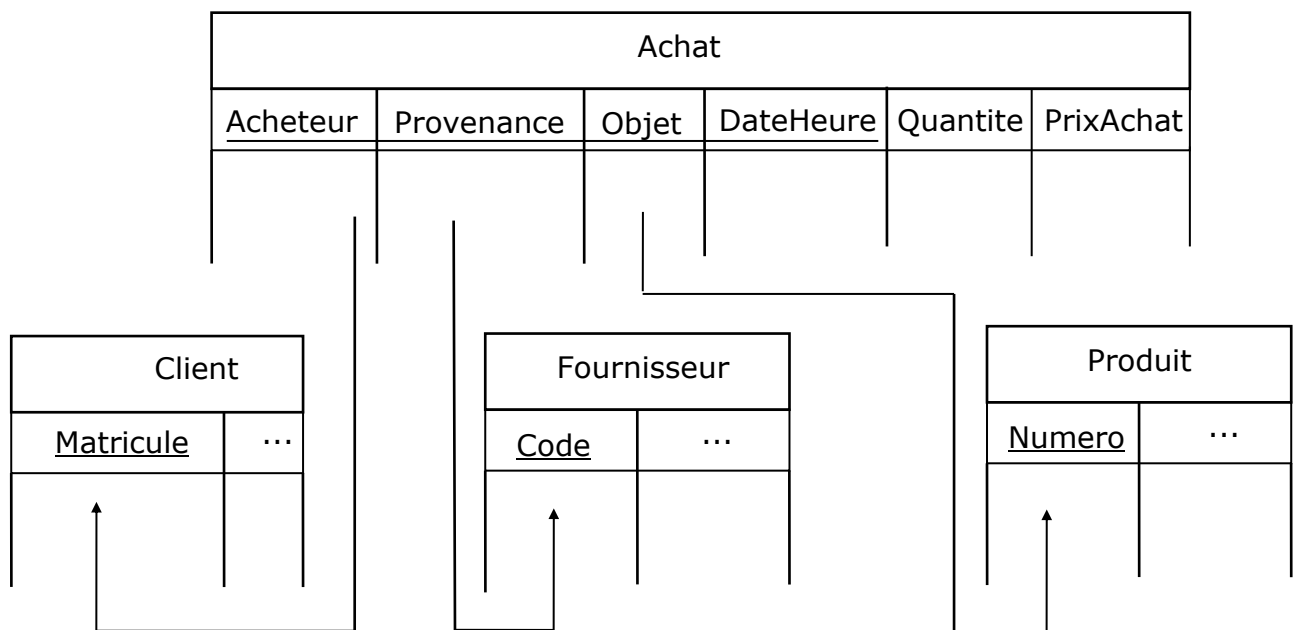 Achat
Acheteur Provenance Objet DateHeure Quantite PrixAchat
Client
Matricule ...
Fournisseur
Code ...
Produit
Numero ...